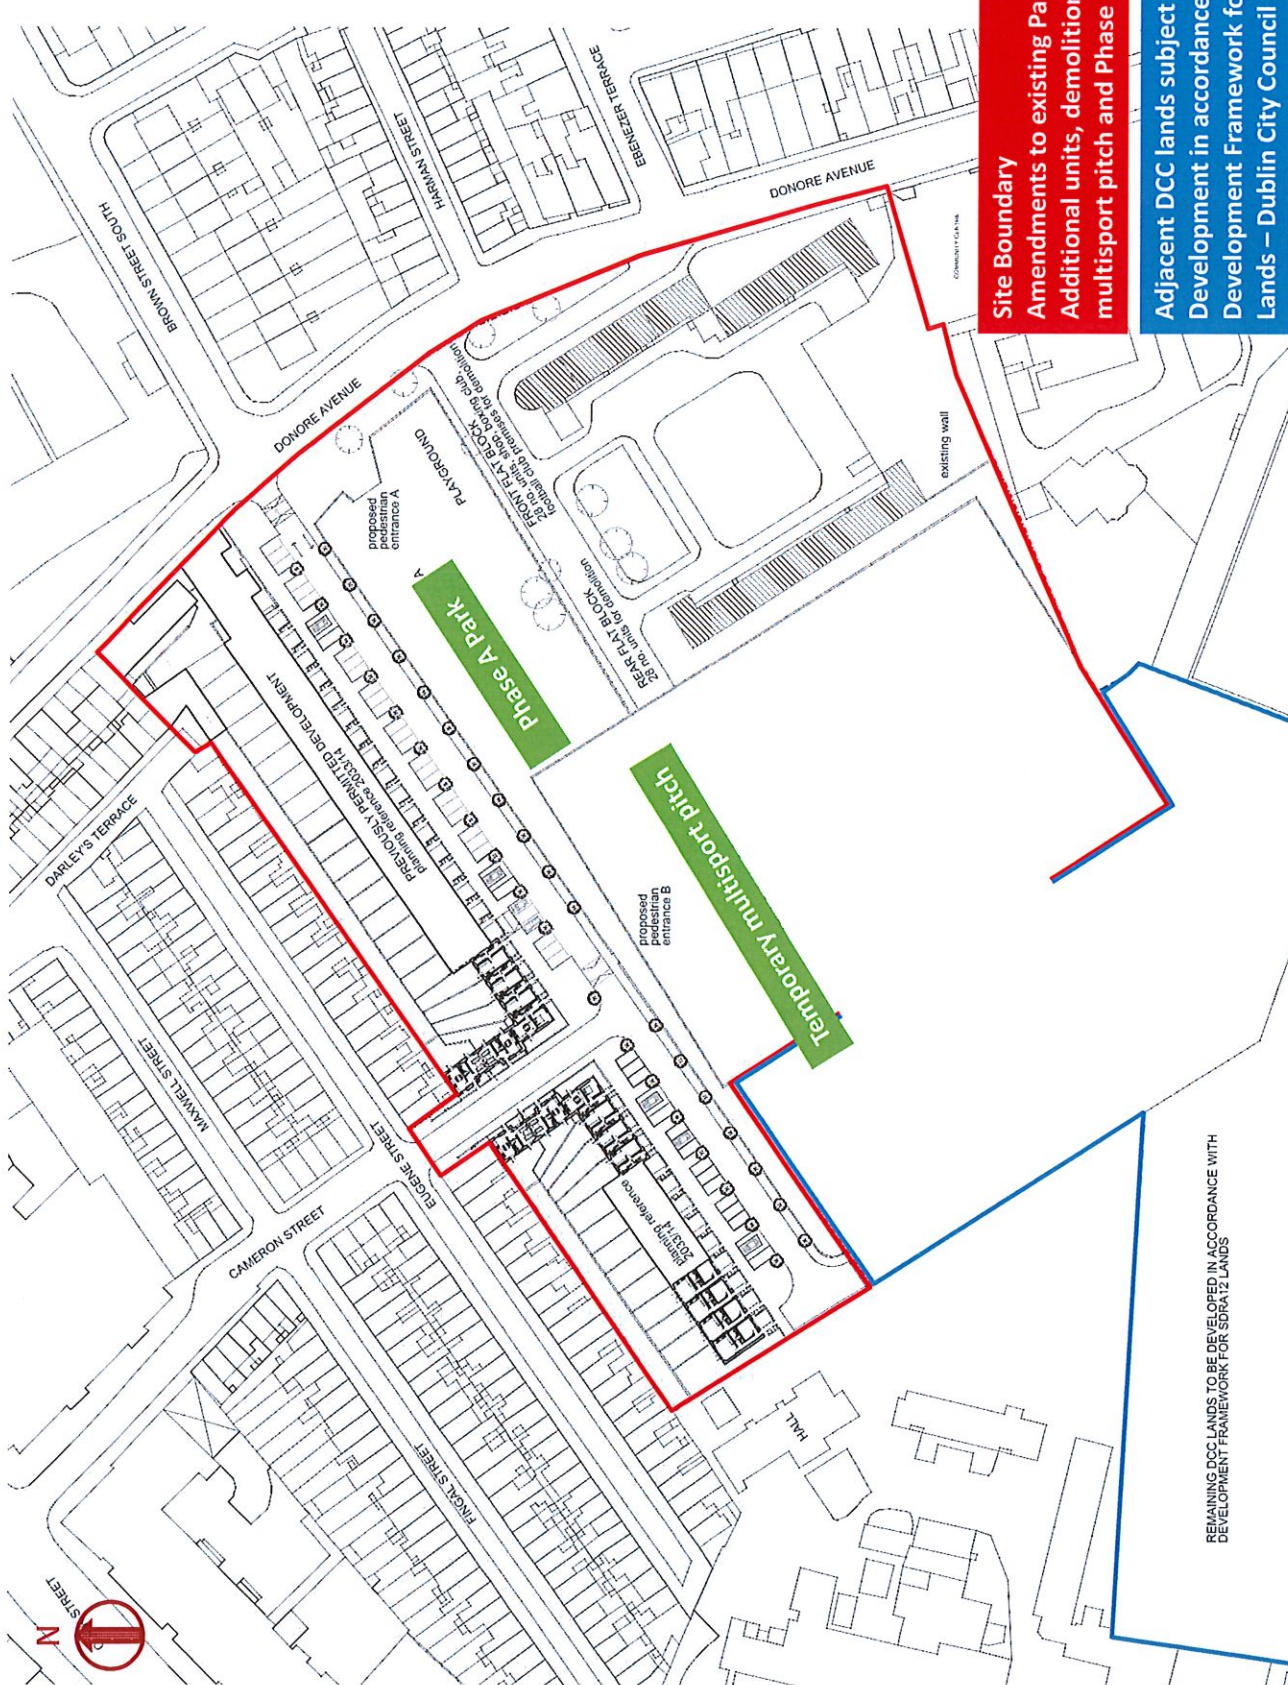 N
STREET
BROWN STREET SOUTH
HARMAN STREET
EBENEZER TERRACE
DONORE AVENUE
DONORE AVENUE
DARLEY'S TERRACE
MAXWELL STREET
EUGENE STREET
CAMERON STREET
FINGAL STREET
HALL
PREVIOUSLY PERMITTED DEVELOPMENT
planning reference 2033/14
planning reference
2033/14
proposed
pedestrian
entrance A
A
PLAYGROUND
FRONT FLAT BLOCK
28 no. units, shop, boxing club,
football club premises for demolition
REAR FLAT BLOCK
28 no. units for demolition
Phase A Park
proposed
pedestrian
entrance B
Temporary multisport pitch
existing wall
COMMUNITY
REMAINING DCC LANDS TO BE DEVELOPED IN ACCORDANCE WITH
DEVELOPMENT FRAMEWORK FOR SDRA12 LANDS
Site Boundary
Amendments to existing Pa
Additional units, demolition
multisport pitch and Phase
Adjacent DCC lands subject
Development in accordance
Development Framework fo
Lands – Dublin City Council